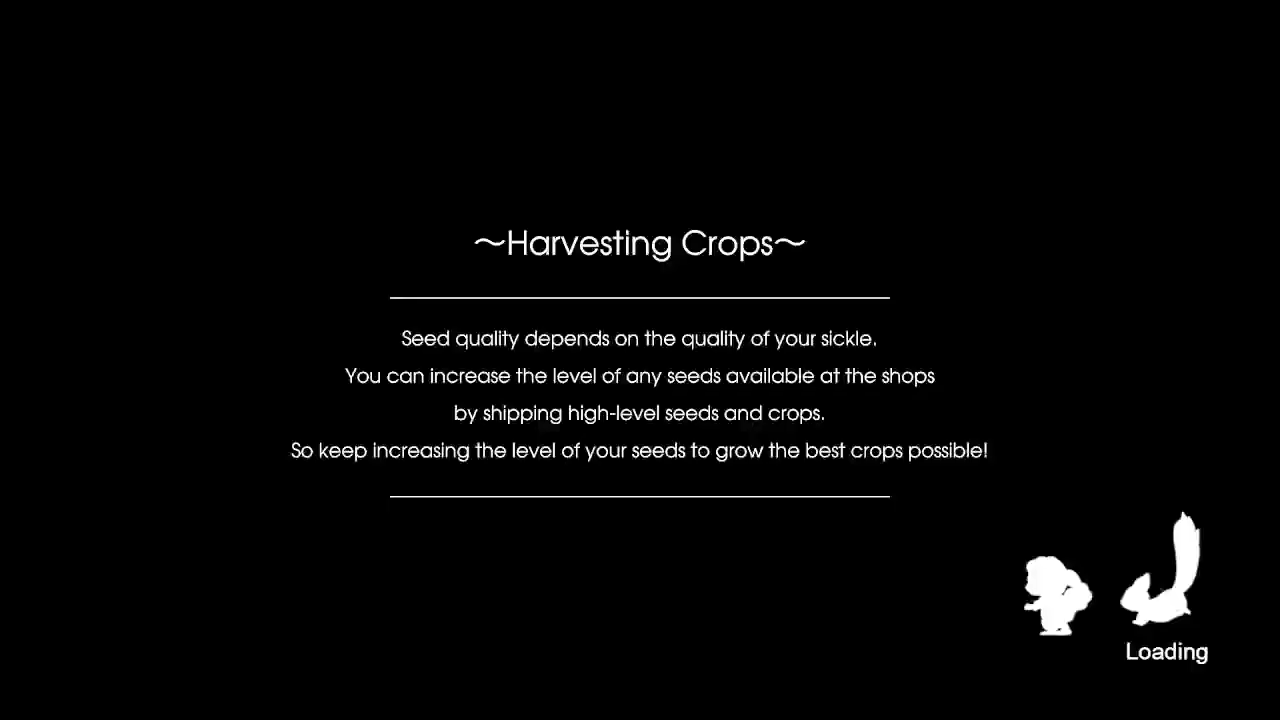 ～Harvesting Crops～
Seed quality depends on the quality of your sickle.
You can increase the level of any seeds available at the shops
by shipping high-level seeds and crops.
So keep increasing the level of your seeds to grow the best crops possible!
Loading